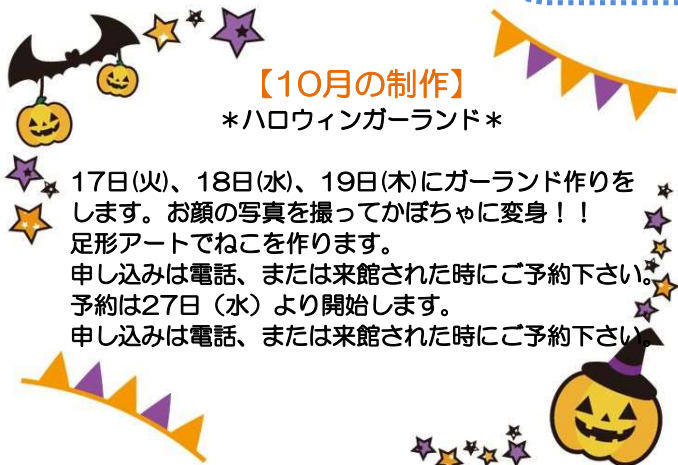 【10月の制作】
＊ハロウィンガーランド＊
17日(火)、18日(水)、19日(木)にガーランド作りを
します。お顔の写真を撮ってかぼちゃに変身！！
足形アートでねこを作ります。
申し込みは電話、または来館された時にご予約下さい。
予約は27日（水）より開始します。
申し込みは電話、または来館された時にご予約下さい。